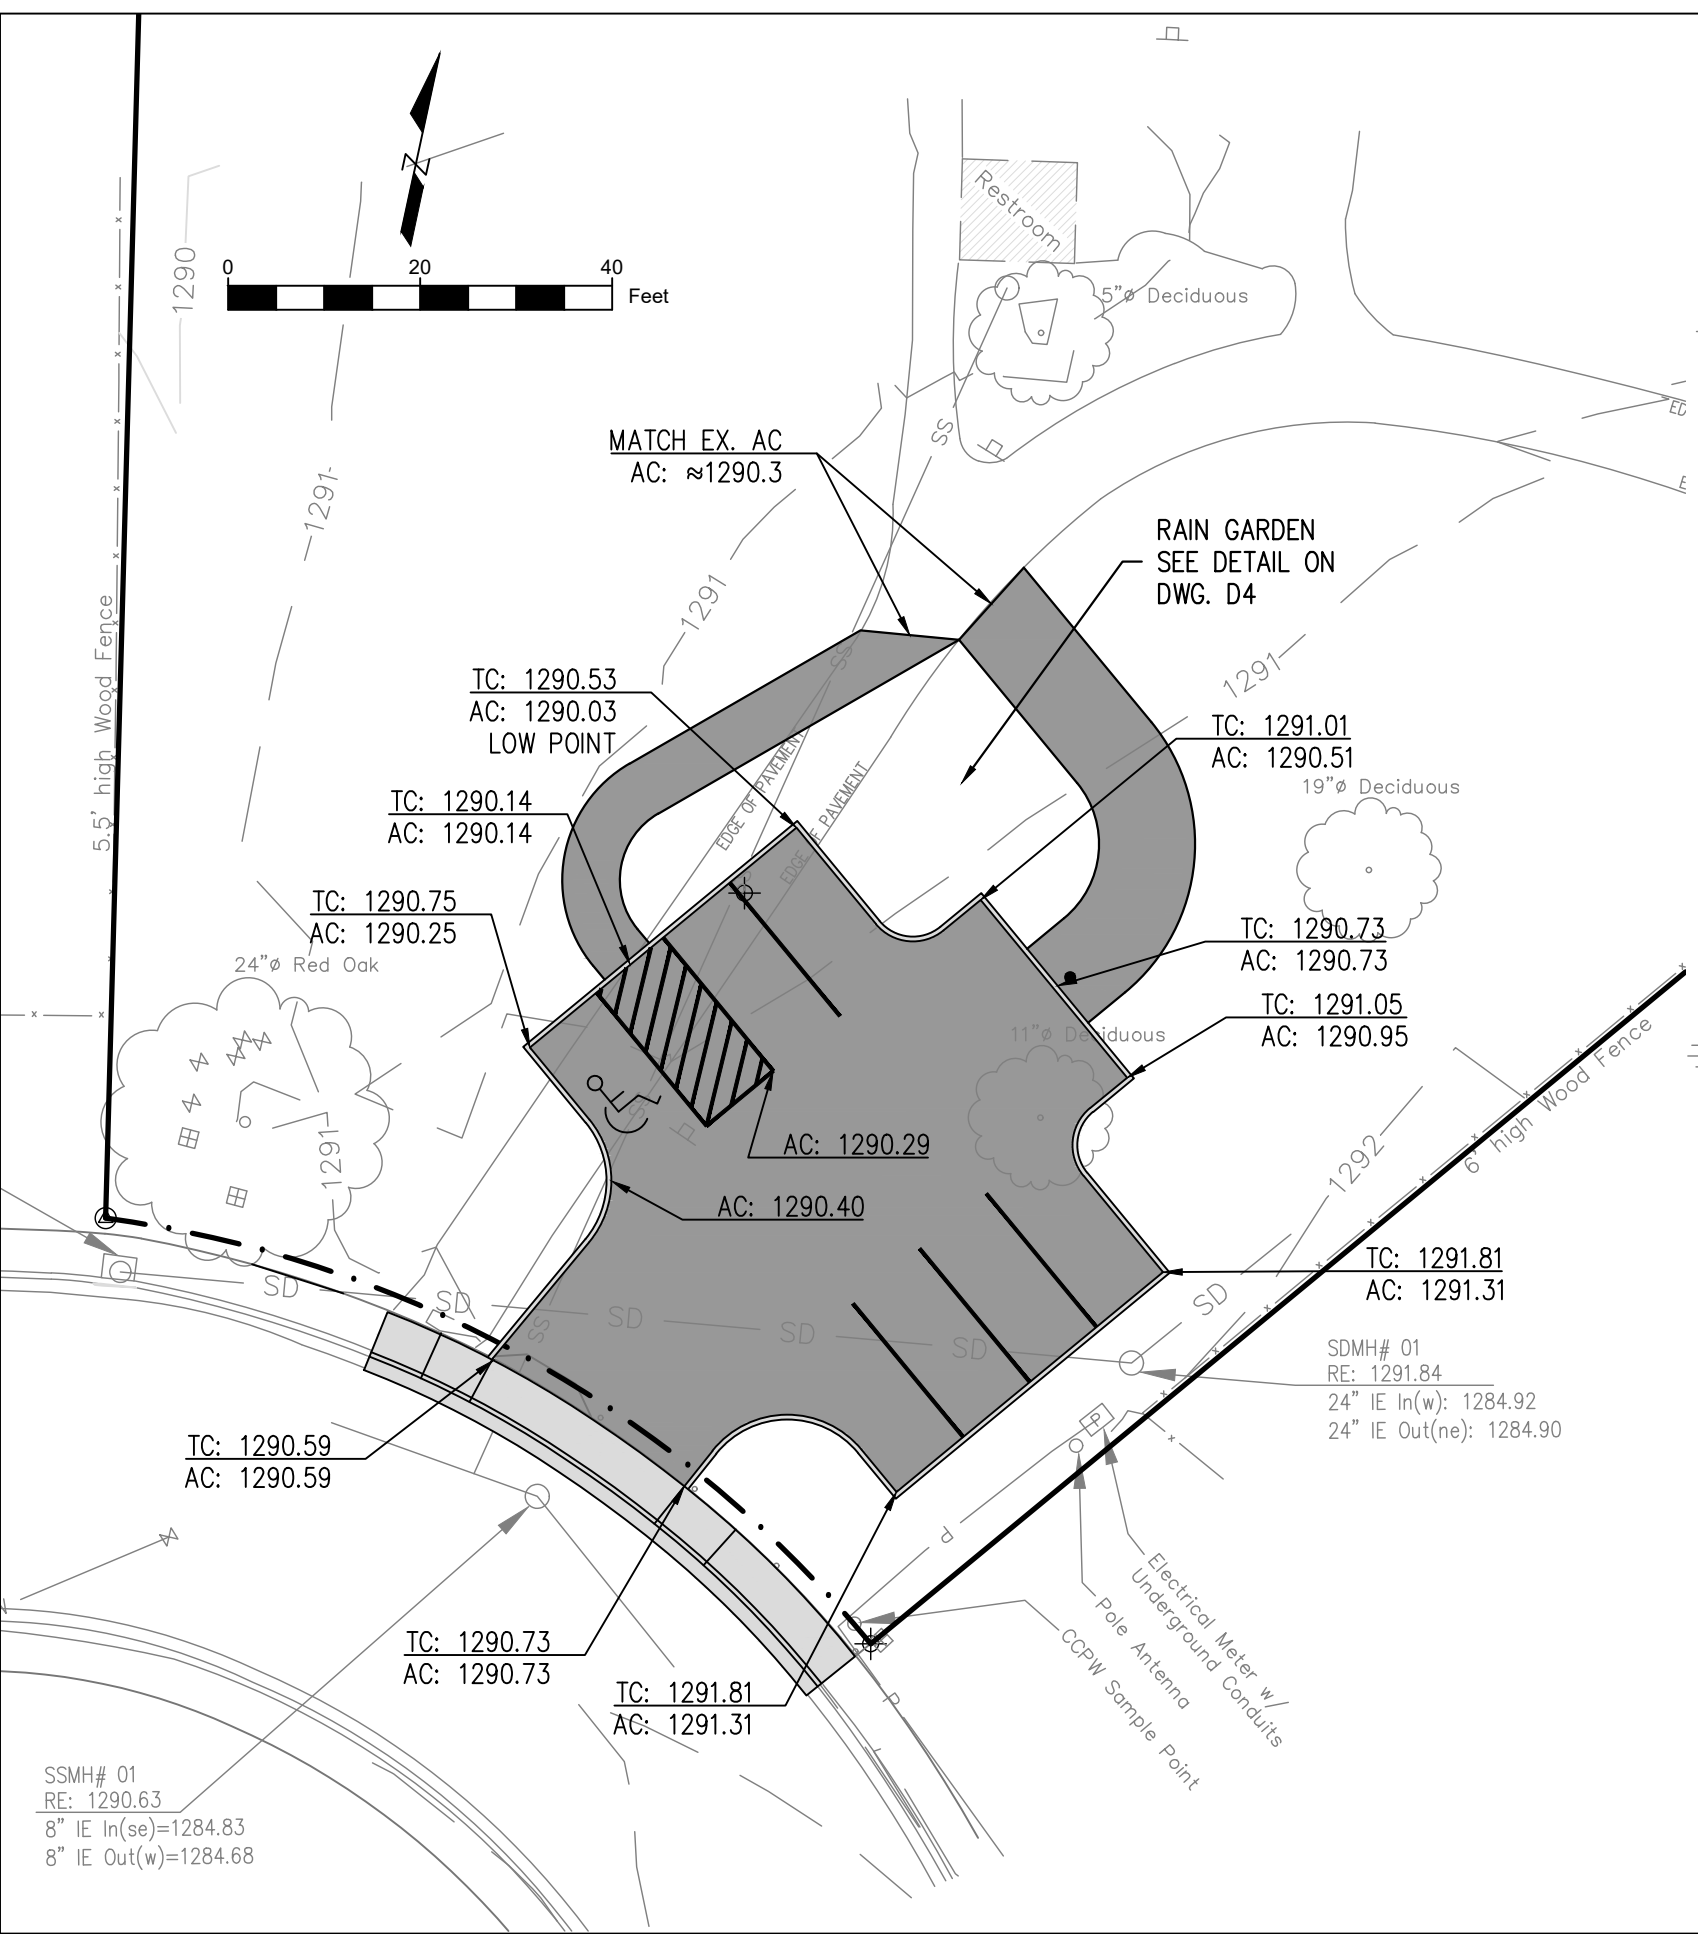 0 20 40
Feet
1290
Restroom
5"ø Deciduous
SS
MATCH EX. AC
AC: ≈1290.3
1291
RAIN GARDEN
SEE DETAIL ON
DWG. D4
1291
5.5' high Wood Fence
SS
1291
TC: 1290.53
AC: 1290.03
LOW POINT
TC: 1291.01
AC: 1290.51
EDGE OF PAVEMENT
EDGE OF PAVEMENT
19"ø Deciduous
TC: 1290.14
AC: 1290.14
TC: 1290.75
AC: 1290.25
TC: 1290.73
AC: 1290.73
24"ø Red Oak
TC: 1291.05
AC: 1290.95
11"ø Deciduous
6' high Wood Fence
SS
AC: 1290.29
1291
1292
AC: 1290.40
TC: 1291.81
AC: 1291.31
SD
SD
SD
SD
SD
SD
SS
SDMH# 01
RE: 1291.84
24" IE In(w): 1284.92
24" IE Out(ne): 1284.90
TC: 1290.59
AC: 1290.59
P
Electrical Meter w/
Underground Conduits
Pole Antenna
CCPW Sample Point
TC: 1290.73
AC: 1290.73
TC: 1291.81
AC: 1291.31
P
SSMH# 01
RE: 1290.63
8" IE In(se)=1284.83
8" IE Out(w)=1284.68